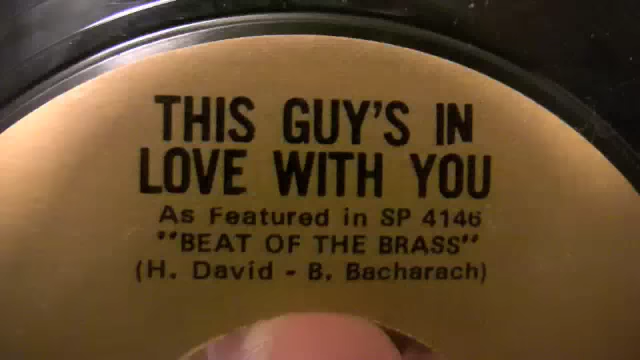 THIS GUY'S IN
LOVE WITH YOU
As Featured in SP 4146
"BEAT OF THE BRASS"
(H. David - B. Bacharach)